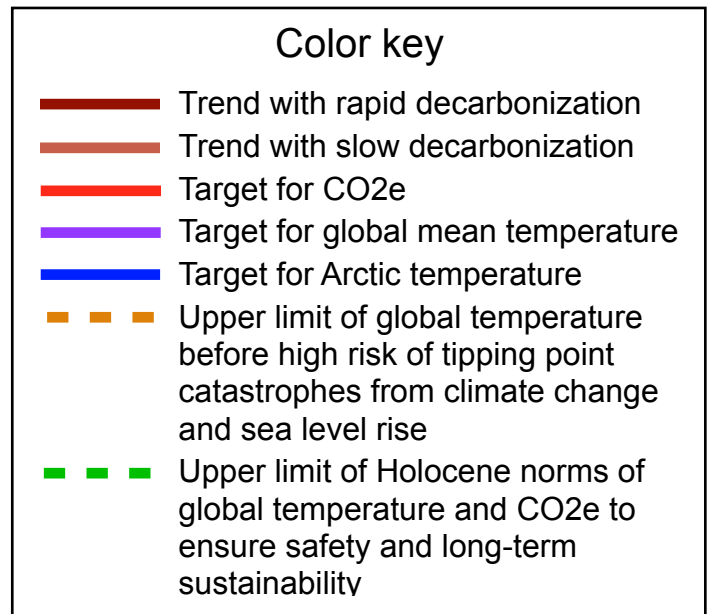 Color key
Trend with rapid decarbonization
Trend with slow decarbonization
Target for CO2e
Target for global mean temperature
Target for Arctic temperature
Upper limit of global temperature
before high risk of tipping point
catastrophes from climate change
and sea level rise
Upper limit of Holocene norms of
global temperature and CO2e to
ensure safety and long-term
sustainability